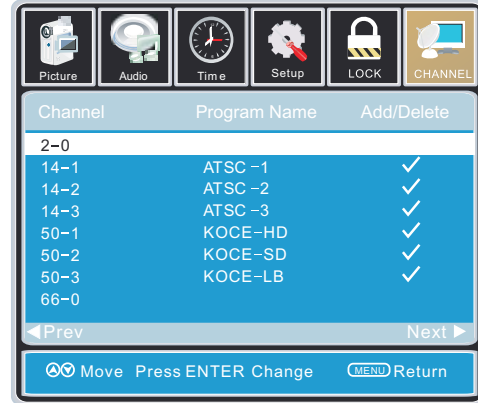 Picture Audio Time Setup LOCK CHANNEL
Channel Program Name Add/Delete
2-0
14-1 ATSC-1 ✓
14-2 ATSC-2 ✓
14-3 ATSC-3 ✓
50-1 KOCE-HD ✓
50-2 KOCE-SD ✓
50-3 KOCE-LB ✓
66-0
◀Prev Next▶
Move Press ENTER Change MENU Return